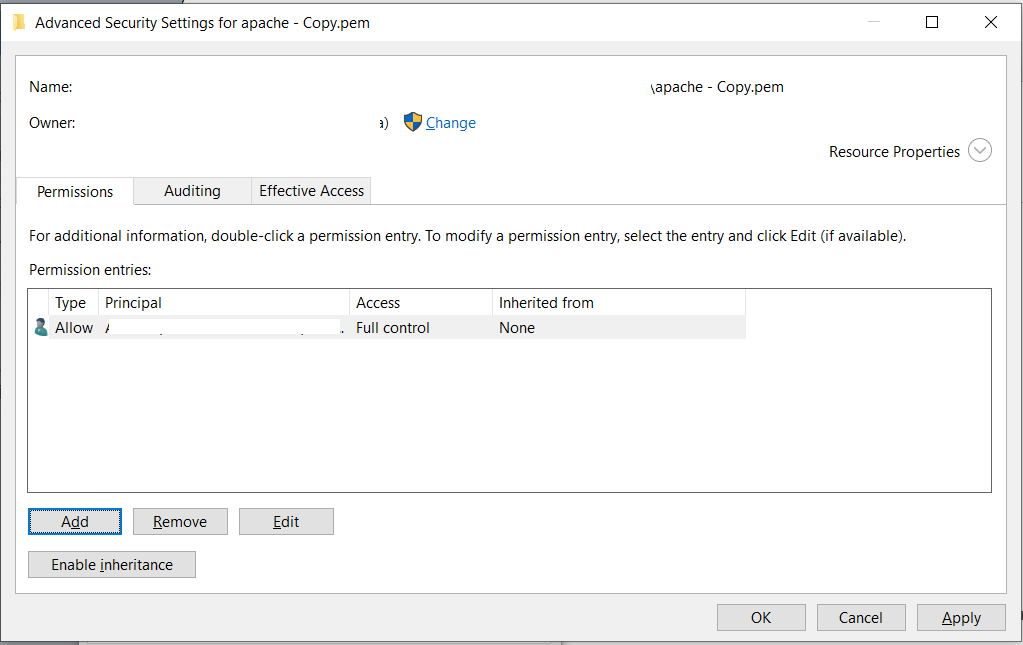 Advanced Security Settings for apache - Copy.pem
Name: \apache - Copy.pem
Owner: a) Change
Resource Properties
Permissions Auditing Effective Access
For additional information, double-click a permission entry. To modify a permission entry, select the entry and click Edit (if available).
Permission entries:
Type Principal Access Inherited from
Allow Full control None
Add Remove Edit
Enable inheritance
OK Cancel Apply